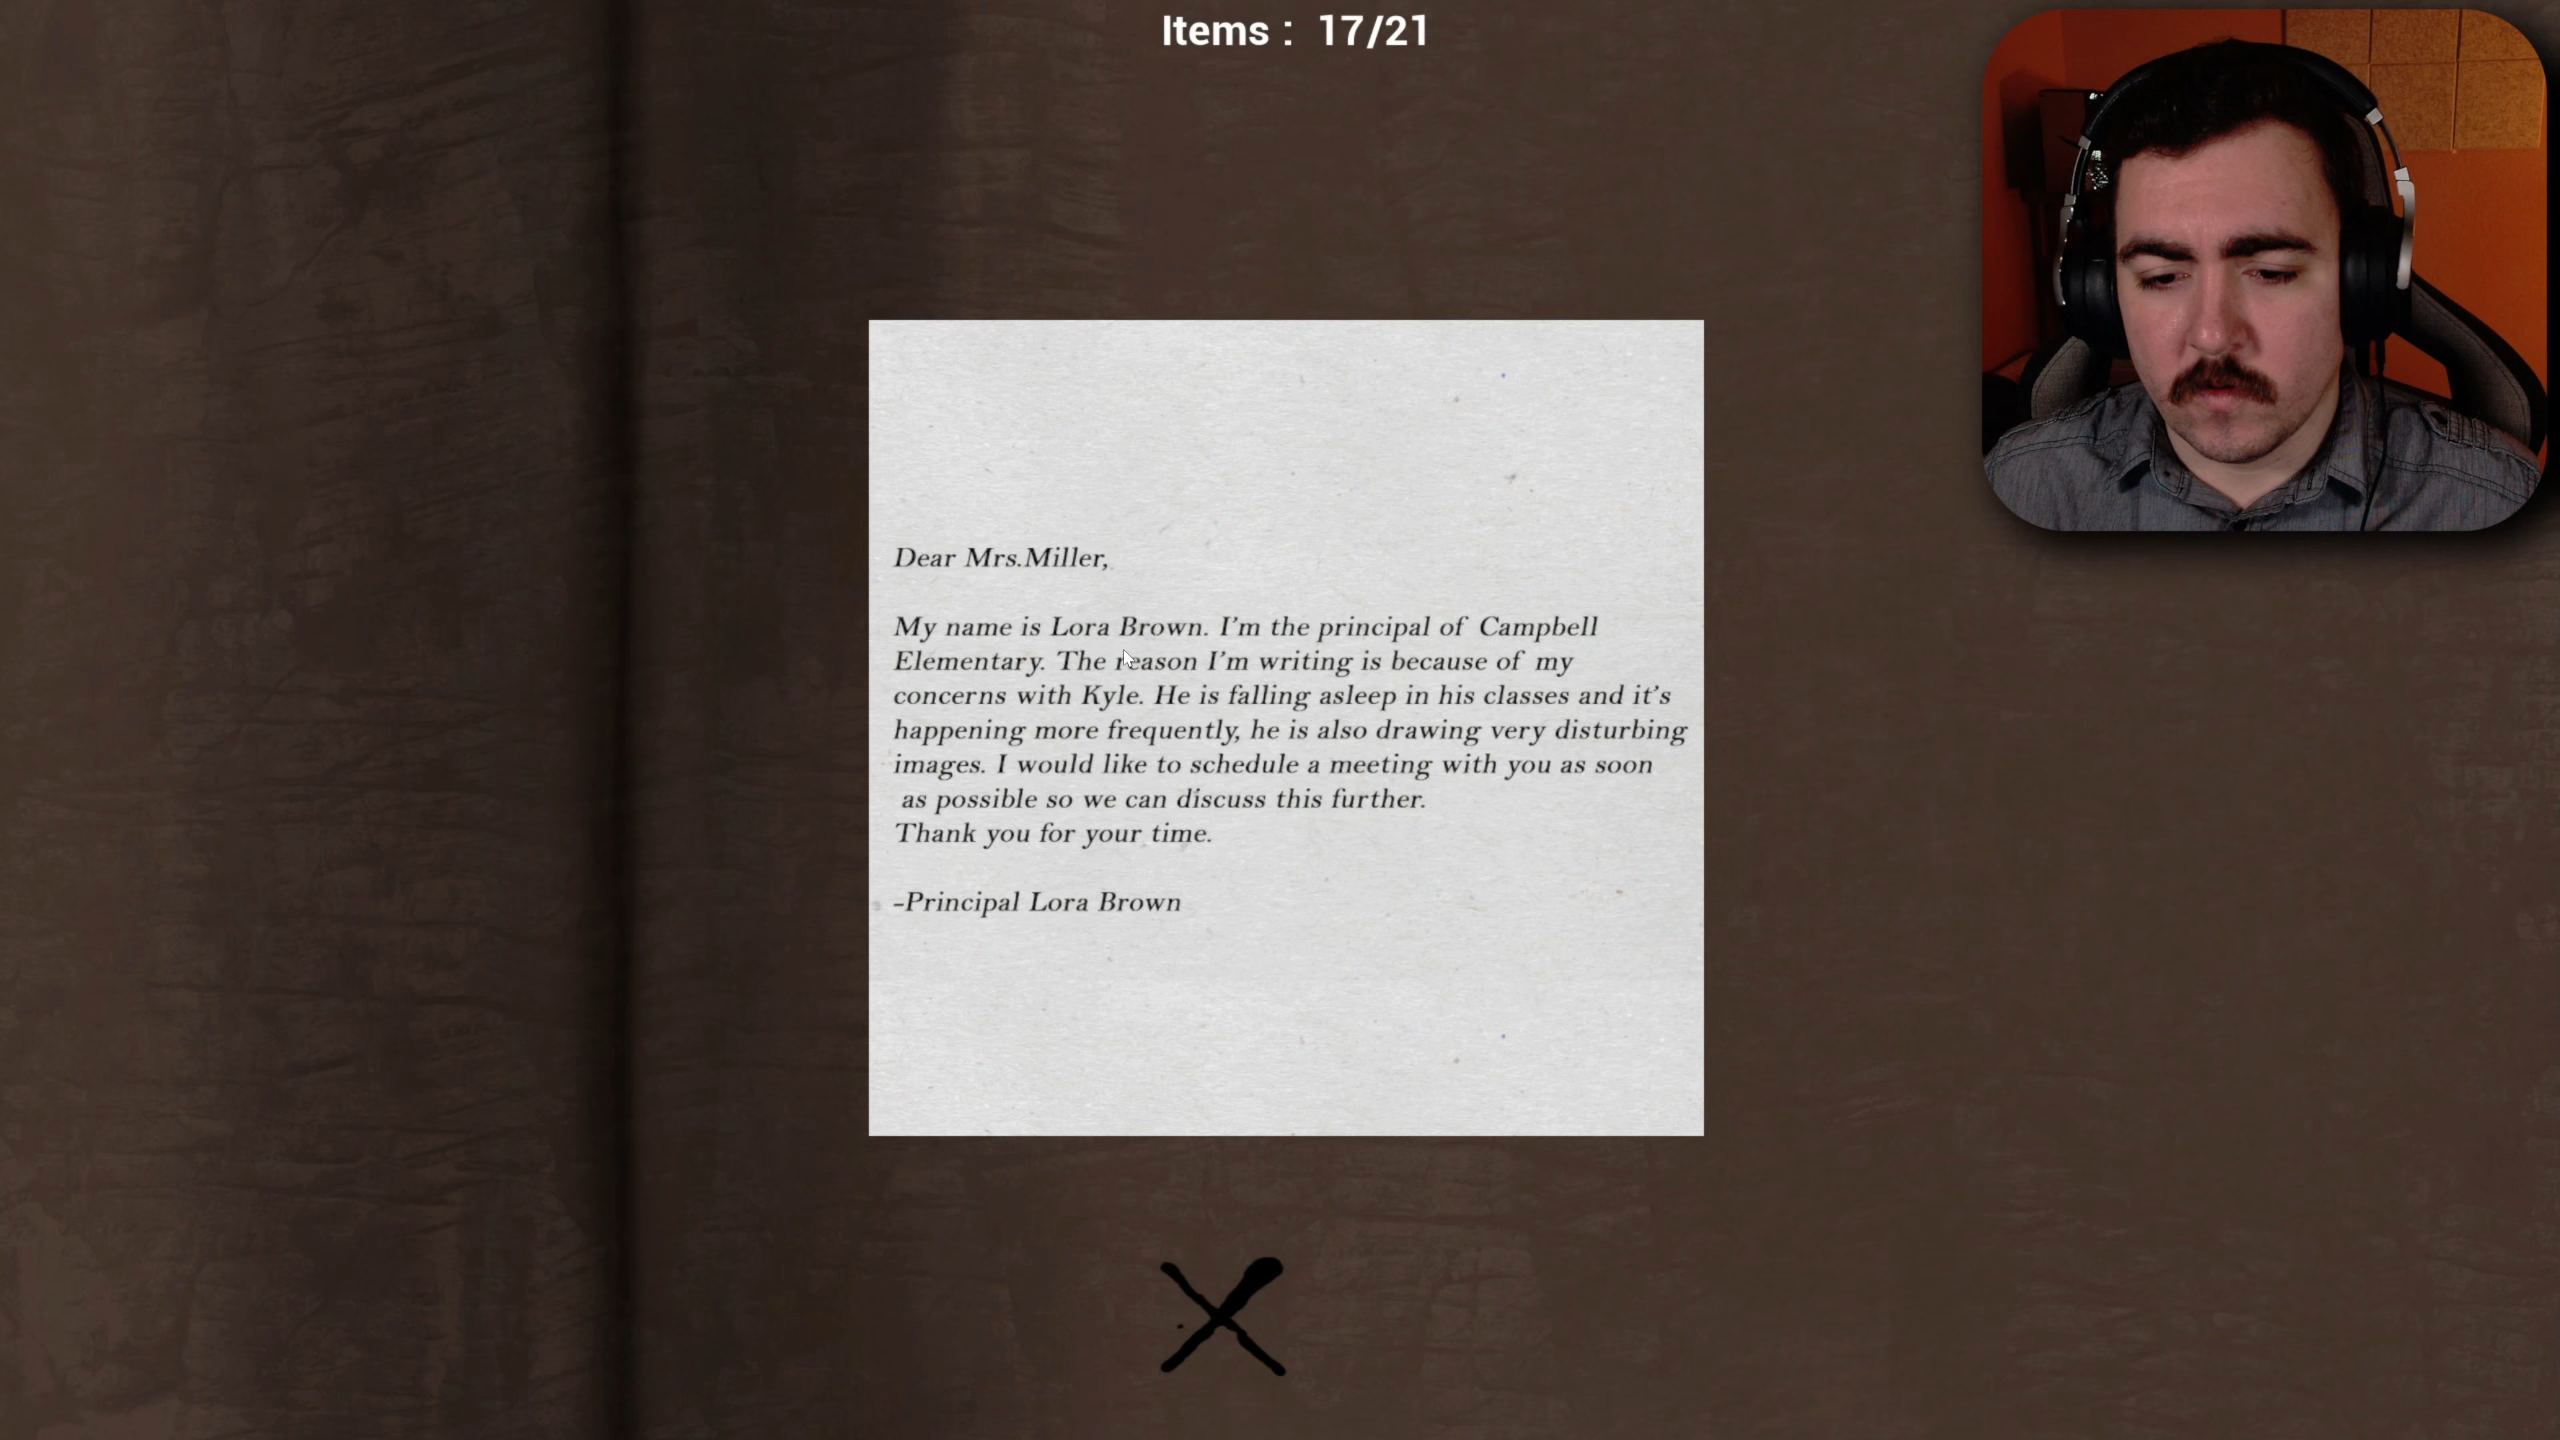 Items : 17/21
Dear Mrs.Miller,
My name is Lora Brown. I'm the principal of Campbell
Elementary. The reason I'm writing is because of my
concerns with Kyle. He is falling asleep in his classes and it's
happening more frequently, he is also drawing very disturbing
images. I would like to schedule a meeting with you as soon
as possible so we can discuss this further.
Thank you for your time.
-Principal Lora Brown